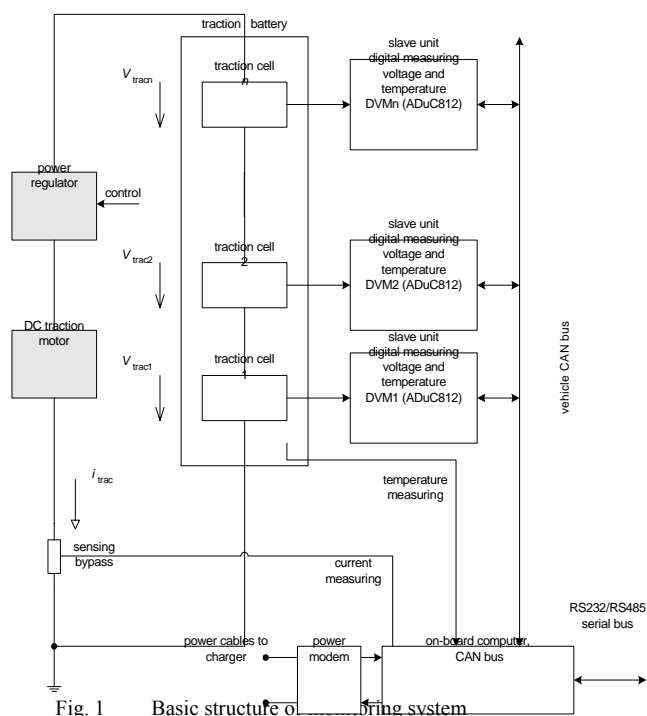 traction battery
traction cell
n
V tracn
slave unit
digital measuring
voltage and
temperature
DVMn (ADuC812)
power
regulator
control
traction cell
2
V trac2
slave unit
digital measuring
voltage and
temperature
DVM2 (ADuC812)
DC traction
motor
traction cell
1
V trac1
slave unit
digital measuring
voltage and
temperature
DVM1 (ADuC812)
vehicle CAN bus
i trac
temperature
measuring
sensing
bypass
current
measuring
RS232/RS485
serial bus
power cables to
charger
power
modem
on-board computer,
CAN bus
Fig. 1 Basic structure of monitoring system